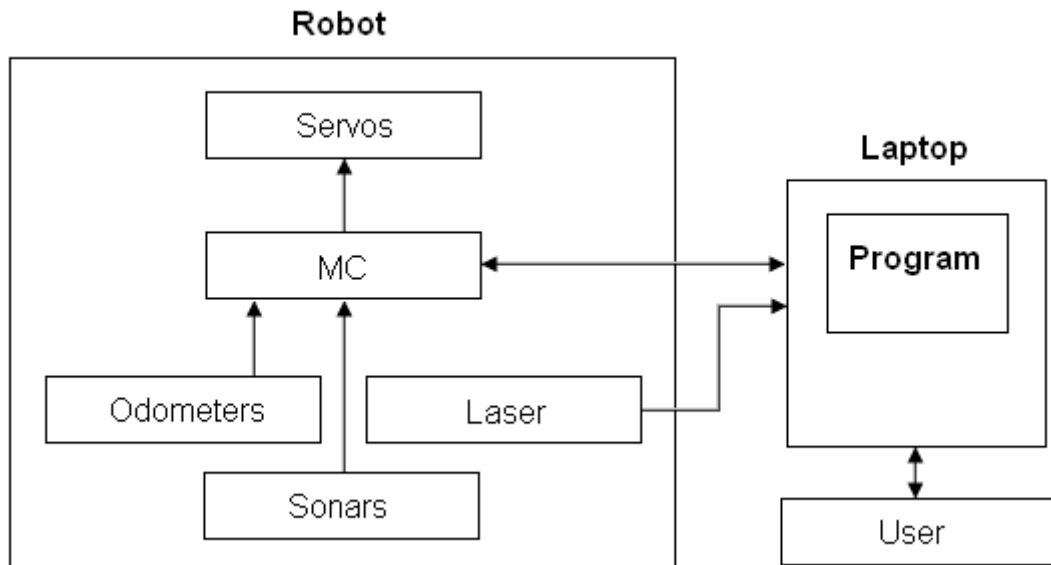 Robot
Servos
Laptop
MC
Program
Odometers
Laser
Sonars
User